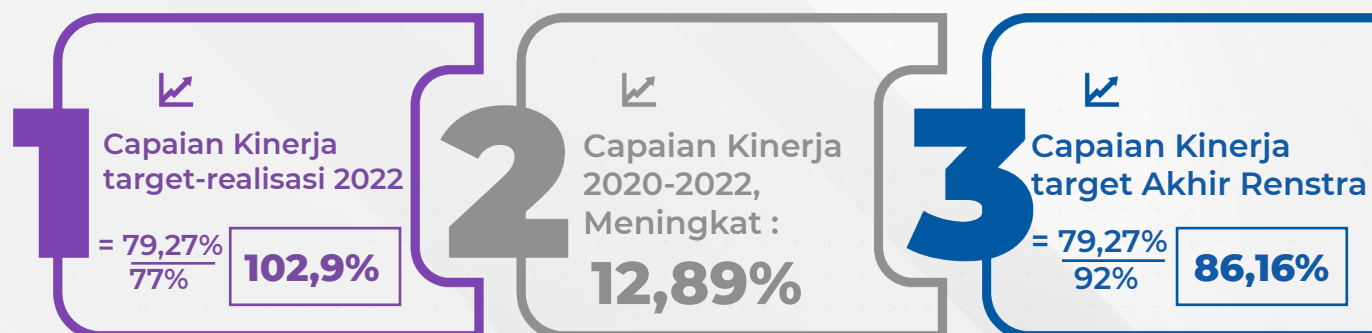 1
Capaian Kinerja
target-realisasi 2022
= 79,27%
77%
102,9%
2
Capaian Kinerja
2020-2022,
Meningkat :
12,89%
3
Capaian Kinerja
target Akhir Renstra
= 79,27%
92%
86,16%